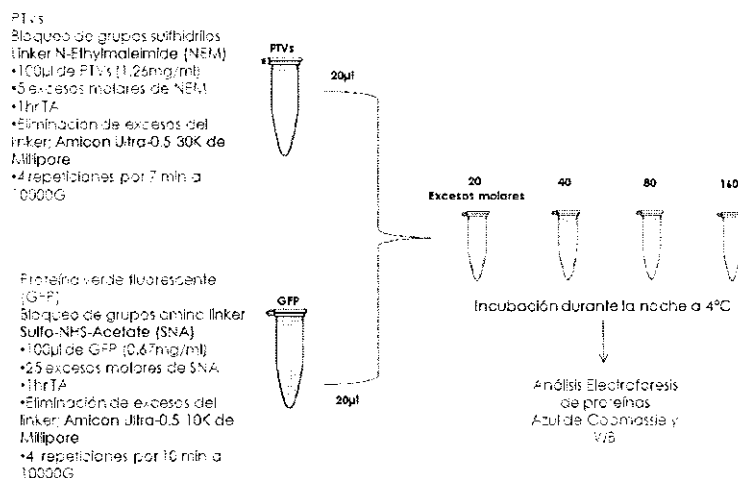 PTVs
Bloqueo de grupos sulfhidrilos
Linker N-Ethylmaleimide (NEM)
•100µl de PTVs (1.26mg/ml)
•5 excesos molares de NEM
•1hr TA
•Eliminación de excesos del
linker; Amicon Ultra-0.5 30K de
Millipore
•4 repeticiones por 7 min a
10000G
PTVs
20µl
Proteína verde fluorescente
(GFP)
Bloqueo de grupos amino linker
Sulfo-NHS-Acetate (SNA)
•100µl de GFP (0.67mg/ml)
•25 excesos molares de SNA
•1hr TA
•Eliminación de excesos del
linker; Amicon Ultra-0.5 10K de
Millipore
•4 repeticiones por 10 min a
10000G
GFP
20µl
20 40 80 160
Excesos molares
Incubación durante la noche a 4°C
Análisis Electroforesis
de proteínas
Azul de Coomassie y
WB